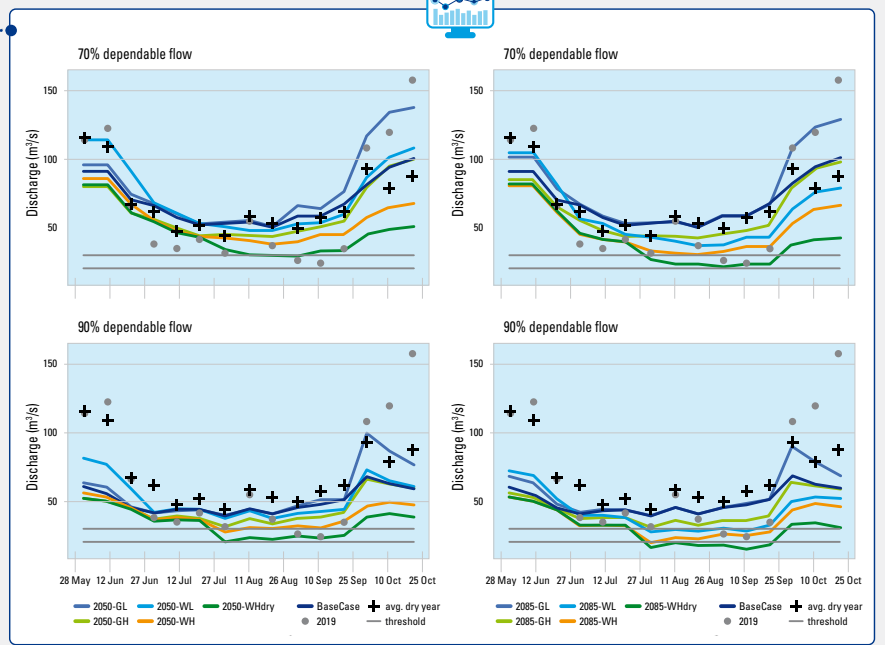 70% dependable flow
70% dependable flow
Discharge (m³/s)
150
100
50
Discharge (m³/s)
150
100
50
90% dependable flow
90% dependable flow
Discharge (m³/s)
150
100
50
Discharge (m³/s)
150
100
50
28 May 12 Jun 27 Jun 12 Jul 27 Jul 11 Aug 26 Aug 10 Sep 25 Sep 10 Oct 25 Oct
28 May 12 Jun 27 Jun 12 Jul 27 Jul 11 Aug 26 Aug 10 Sep 25 Sep 10 Oct 25 Oct
2050-GL 2050-WL 2050-WHdry BaseCase avg. dry year
2050-GH 2050-WH 2019 threshold
2085-GL 2085-WL 2085-WHdry BaseCase avg. dry year
2085-GH 2085-WH 2019 threshold